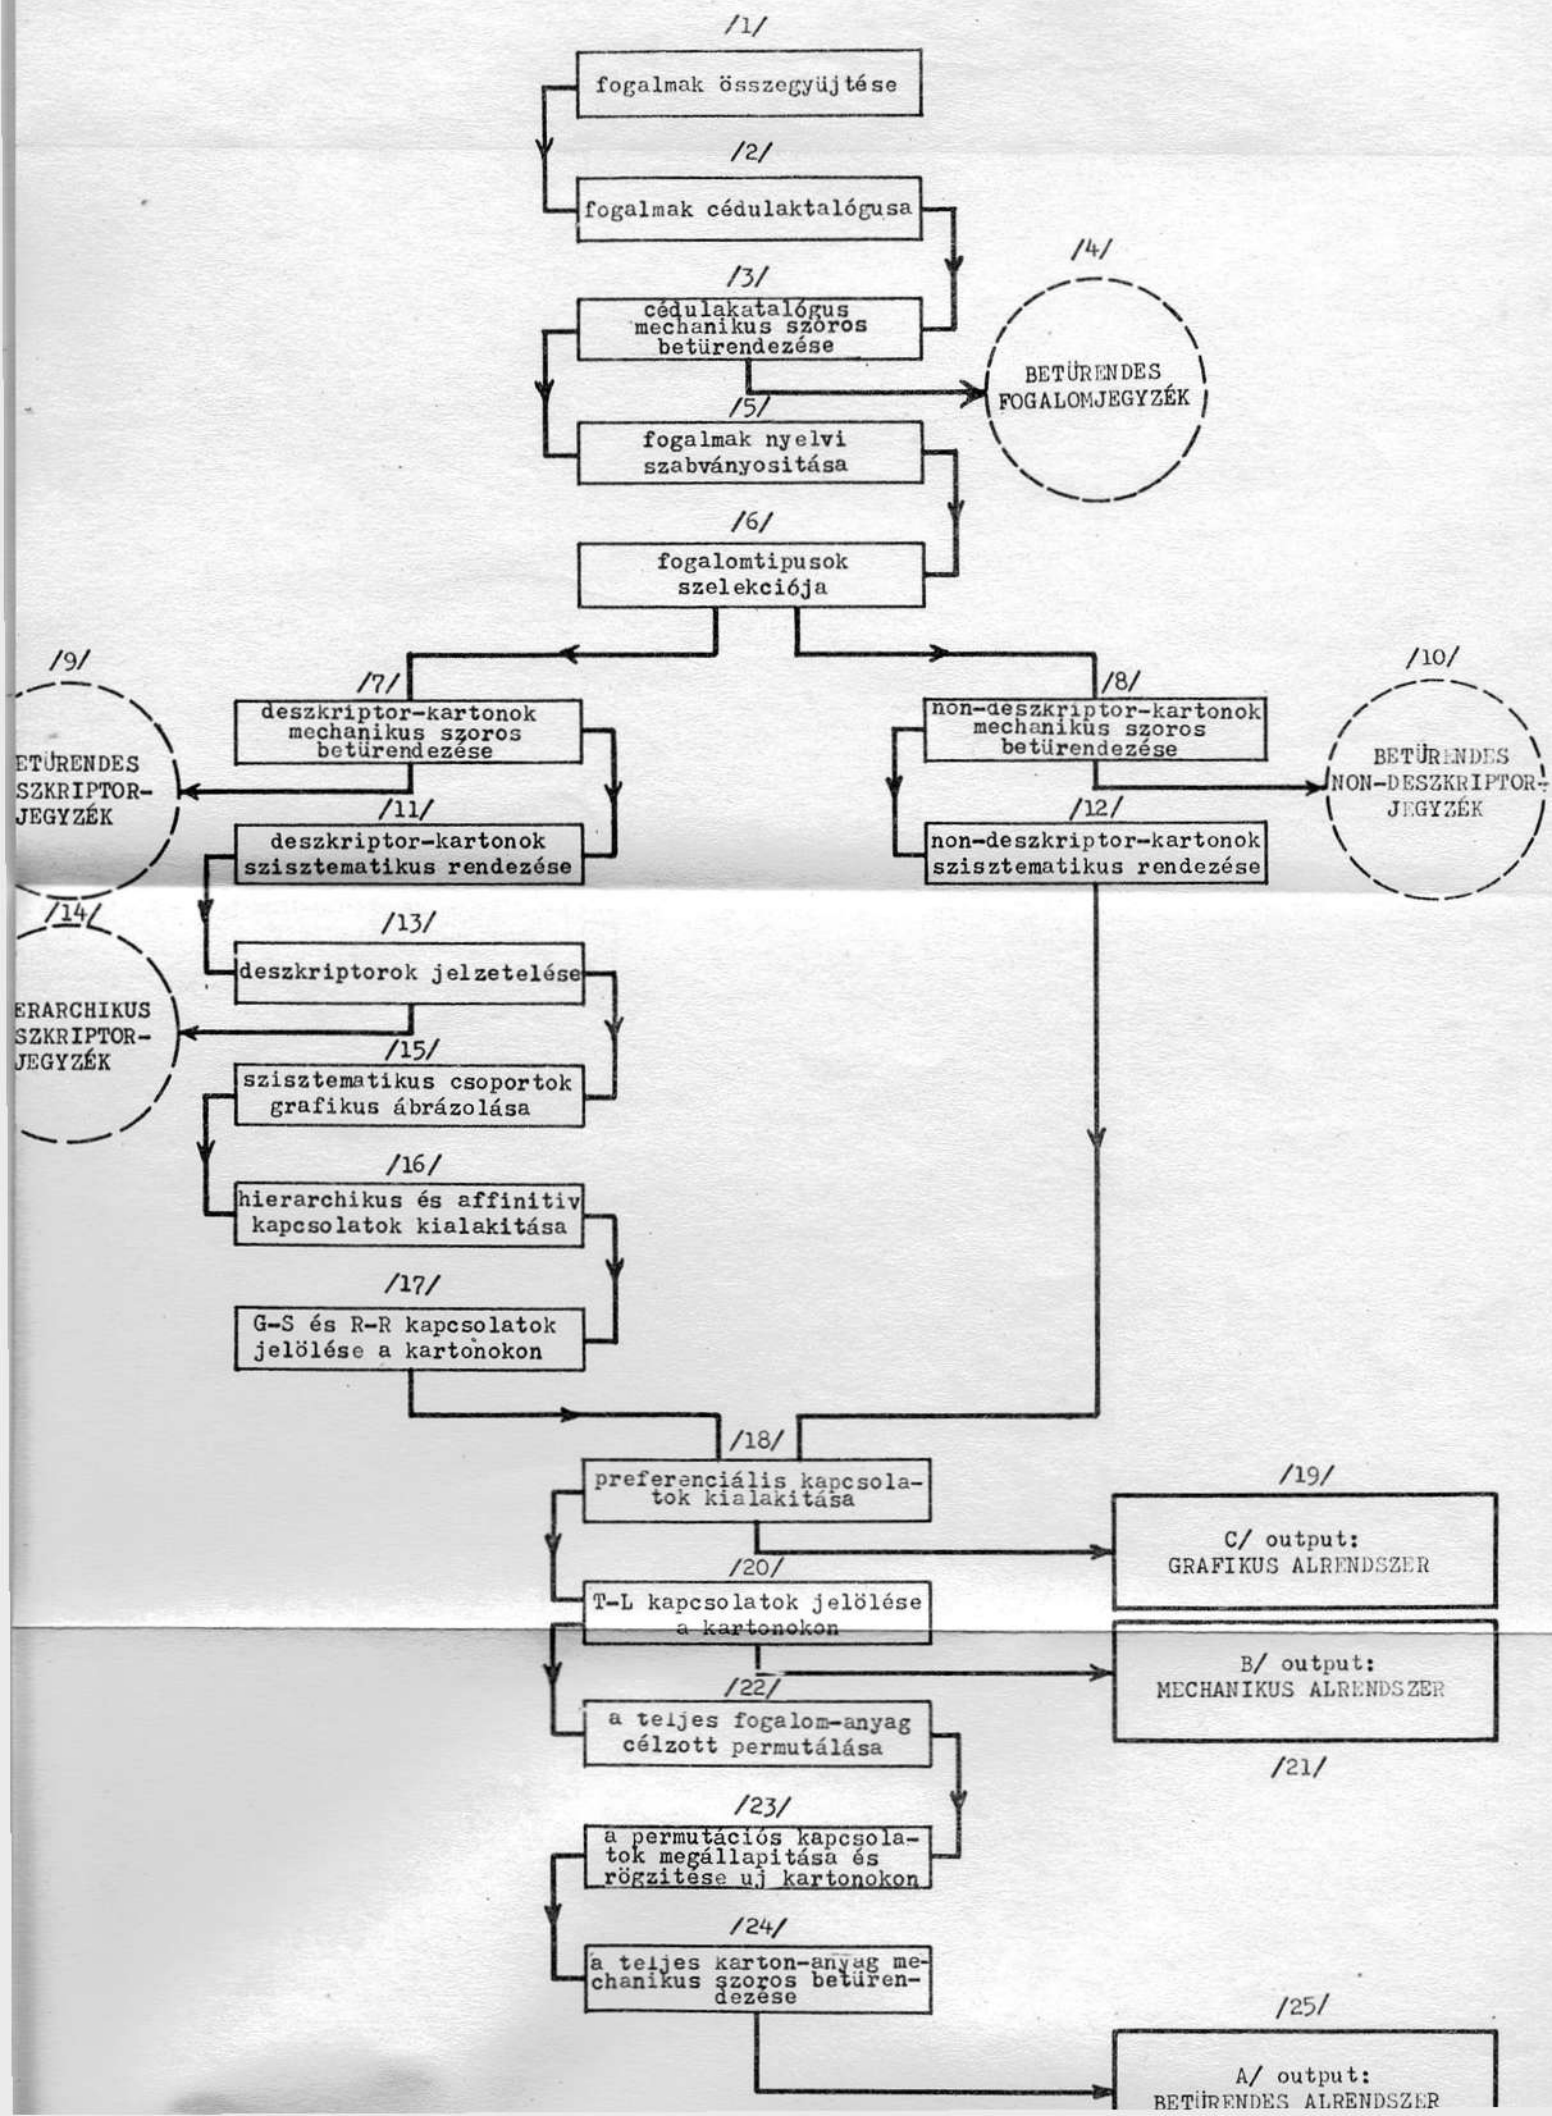 /1/
fogalmak összegyüjtése
/2/
fogalmak cédulaktalógusa
/3/
cédulakatalógus
mechanikus szoros
betürendezése
/4/
BETÜRENDES
FOGALOMJEGYZÉK
/5/
fogalmak nyelvi
szabványositása
/6/
fogalomtipusok
szelekciója
/7/
deszkriptor-kartonok
mechanikus szoros
betürendezése
/8/
non-deszkriptor-kartonok
mechanikus szoros
betürendezése
/9/
ETÜRENDES
SZKRIPTOR-
JEGYZÉK
/10/
BETÜRENDES
NON-DESZKRIPTOR-
JEGYZÉK
/11/
deszkriptor-kartonok
szisztematikus rendezése
/12/
non-deszkriptor-kartonok
szisztematikus rendezése
/13/
deszkriptorok jelzetelése
/14/
ERARCHIKUS
SZKRIPTOR-
JEGYZÉK
/15/
szisztematikus csoportok
grafikus ábrázolása
/16/
hierarchikus és affinitiv
kapcsolatok kialakitása
/17/
G-S és R-R kapcsolatok
jelölése a kartonokon
/18/
preferenciális kapcsola-
tok kialakitása
/19/
C/ output:
GRAFIKUS ALRENDSZER
/20/
T-L kapcsolatok jelölése
a kartonokon
B/ output:
MECHANIKUS ALRENDSZER
/21/
/22/
a teljes fogalom-anyag
célzott permutálása
/23/
a permutációs kapcsola-
tok megállapitása és
rögzitése uj kartonokon
/24/
a teljes karton-anyag me-
chanikus szoros betüren-
dezése
/25/
A/ output:
BETÜRENDES ALRENDSZER